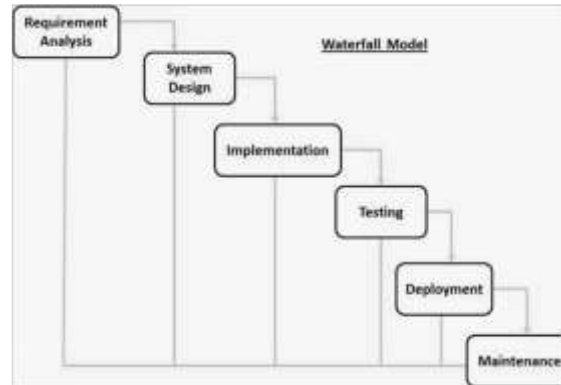 Requirement
Analysis
Waterfall Model
System
Design
Implementation
Testing
Deployment
Maintenance